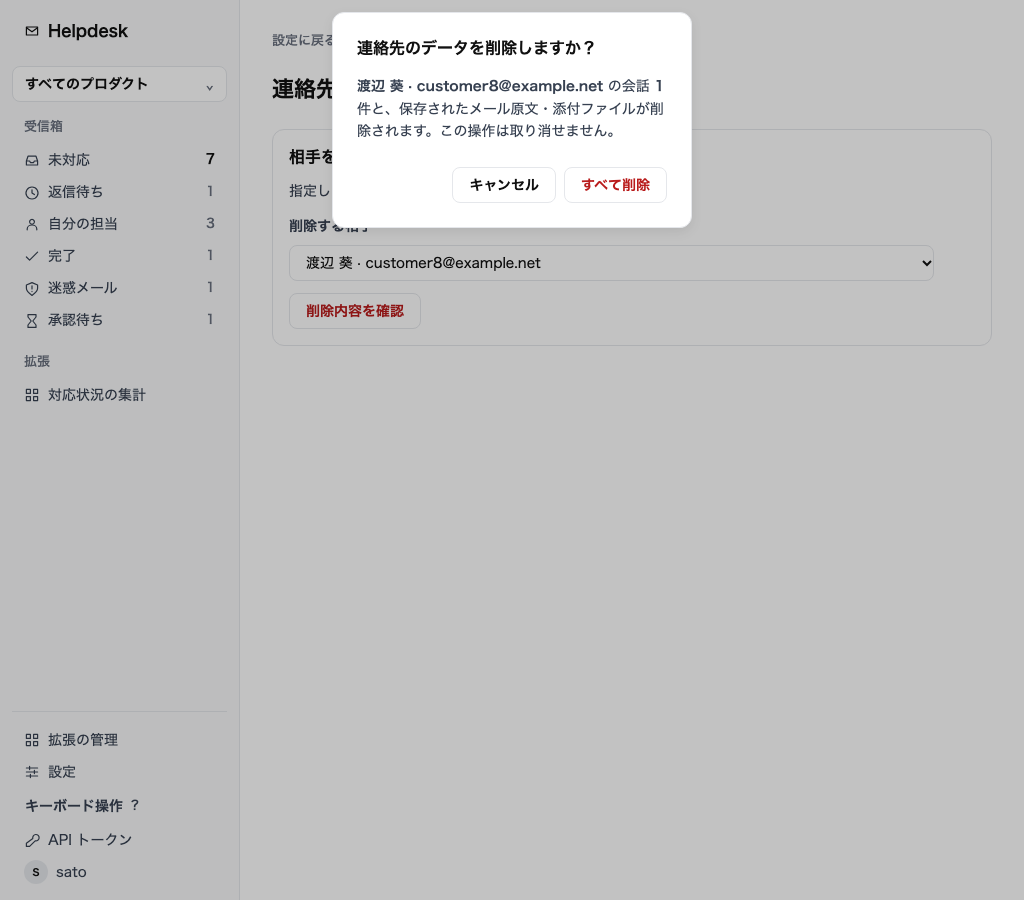 Helpdesk
すべてのプロダクト
受信箱
未対応 7
返信待ち 1
自分の担当 3
完了 1
迷惑メール 1
承認待ち 1
拡張
対応状況の集計
拡張の管理
設定
キーボード操作 ?
API トークン
S sato
設定に戻る
連絡先
相手を
指定し
削除する相手
渡辺 葵 · customer8@example.net
削除内容を確認
連絡先のデータを削除しますか？
渡辺 葵 · customer8@example.net の会話 1
件と、保存されたメール原文・添付ファイルが削
除されます。この操作は取り消せません。
キャンセル
すべて削除